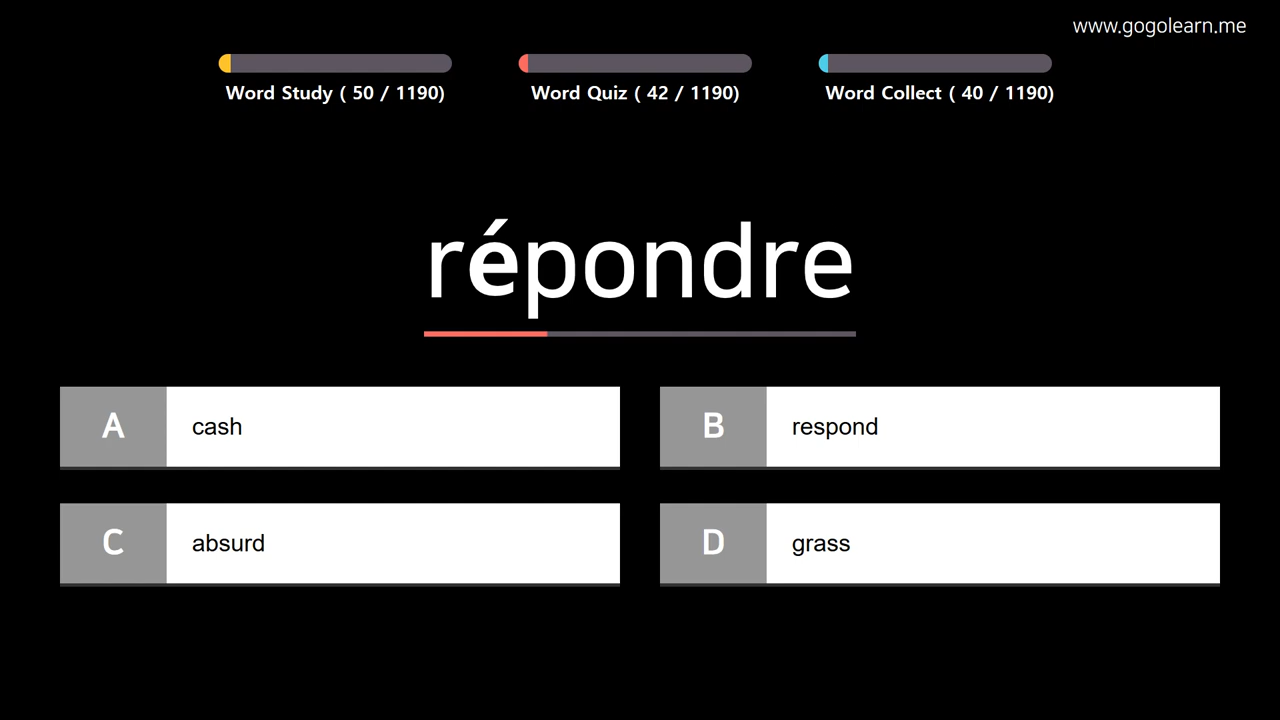 www.gogolearn.me
Word Study ( 50 / 1190)
Word Quiz ( 42 / 1190)
Word Collect ( 40 / 1190)
répondre
A cash
B respond
C absurd
D grass